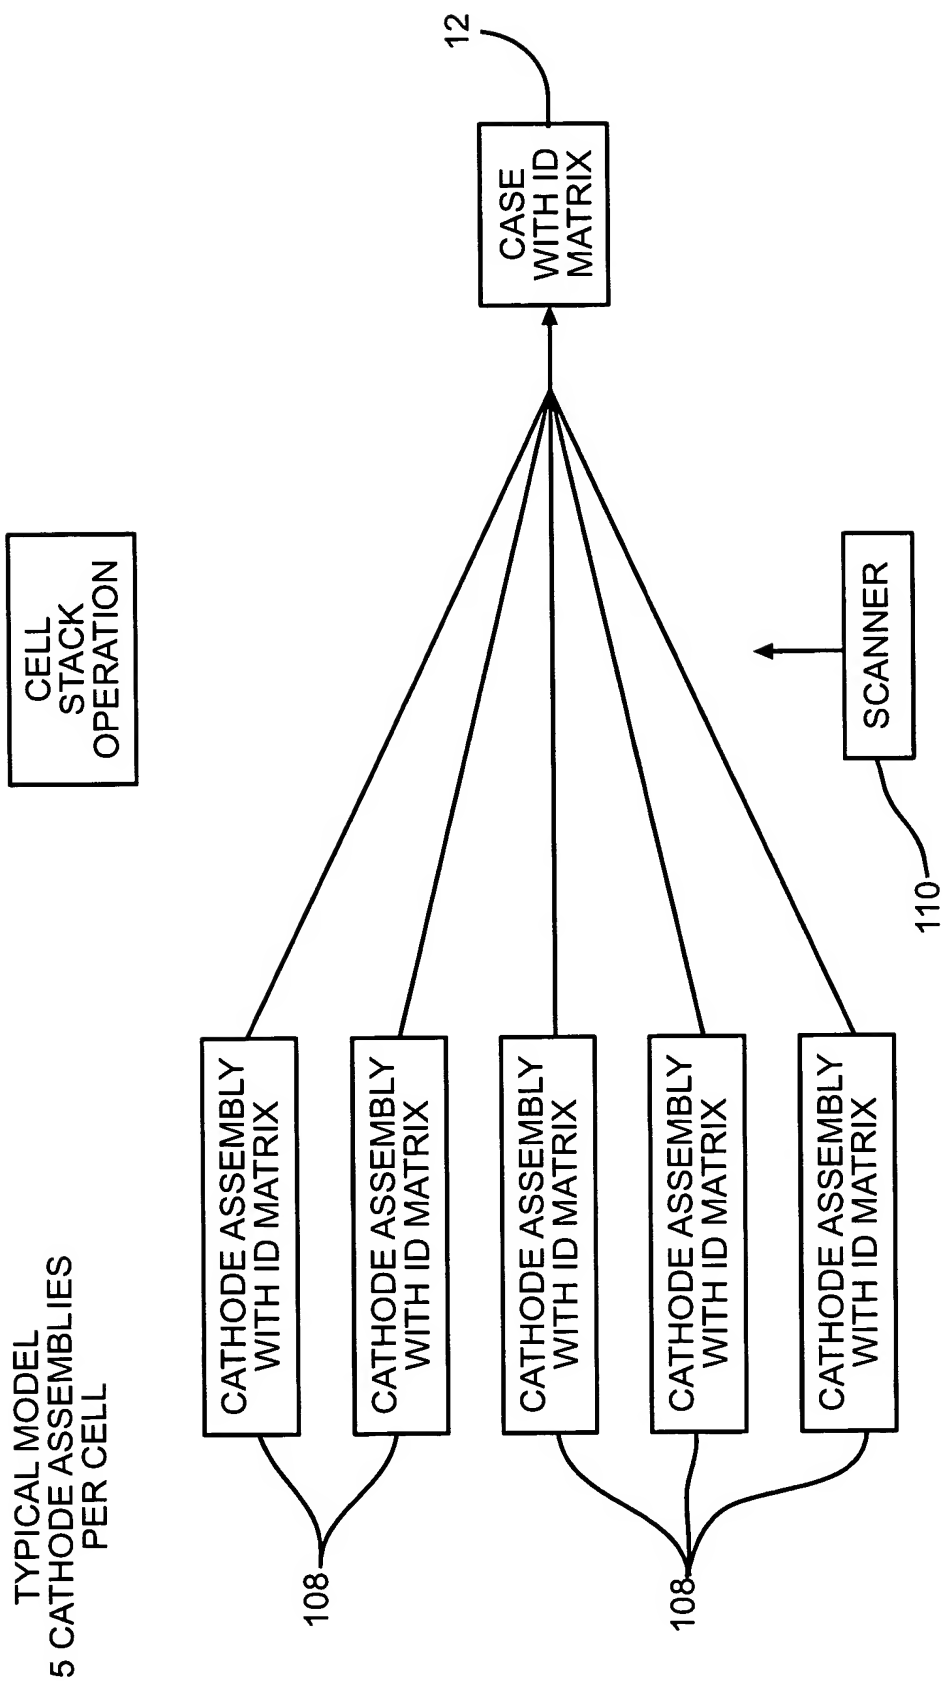 TYPICAL MODEL
5 CATHODE ASSEMBLIES
PER CELL
CELL
STACK
OPERATION
108
CATHODE ASSEMBLY
WITH ID MATRIX
CATHODE ASSEMBLY
WITH ID MATRIX
108
CATHODE ASSEMBLY
WITH ID MATRIX
CATHODE ASSEMBLY
WITH ID MATRIX
CATHODE ASSEMBLY
WITH ID MATRIX
CASE
WITH ID
MATRIX
12
SCANNER
110